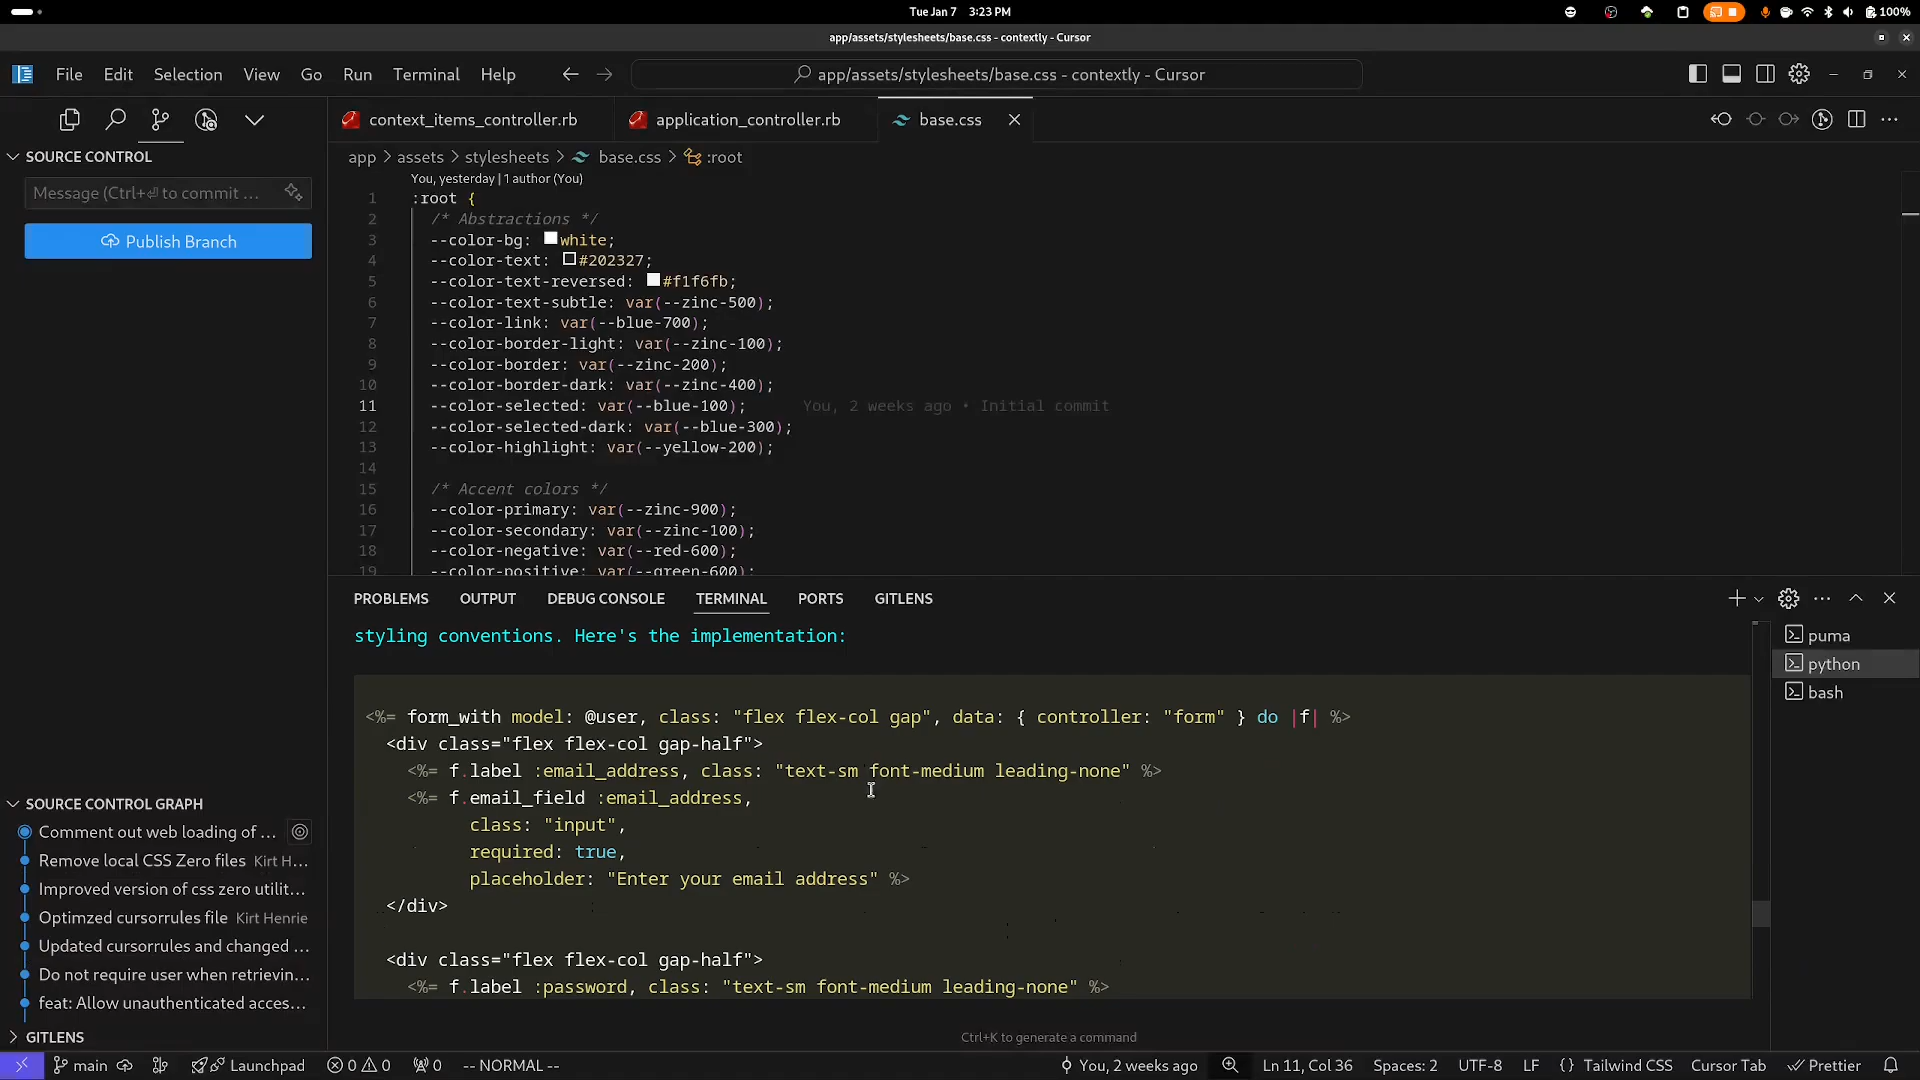 Tue Jan 7 3:23 PM
100%
app/assets/stylesheets/base.css - contextly - Cursor
File Edit Selection View Go Run Terminal Help
app/assets/stylesheets/base.css - contextly - Cursor
SOURCE CONTROL
Message (Ctrl+⏎ to commit ...
Publish Branch
SOURCE CONTROL GRAPH
Comment out web loading of ...
Remove local CSS Zero files Kirt H...
Improved version of css zero utilit...
Optimzed cursorrules file Kirt Henrie
Updated cursorrules and changed ...
Do not require user when retrievin...
feat: Allow unauthenticated acces...
GITLENS
context_items_controller.rb application_controller.rb base.css
app > assets > stylesheets > base.css > :root
You, yesterday | 1 author (You)
1 :root {
2 /* Abstractions */
3 --color-bg: white;
4 --color-text: #202327;
5 --color-text-reversed: #f1f6fb;
6 --color-text-subtle: var(--zinc-500);
7 --color-link: var(--blue-700);
8 --color-border-light: var(--zinc-100);
9 --color-border: var(--zinc-200);
10 --color-border-dark: var(--zinc-400);
11 --color-selected: var(--blue-100); You, 2 weeks ago • Initial commit
12 --color-selected-dark: var(--blue-300);
13 --color-highlight: var(--yellow-200);
14
15 /* Accent colors */
16 --color-primary: var(--zinc-900);
17 --color-secondary: var(--zinc-100);
18 --color-negative: var(--red-600);
19 --color-positive: var(--green-600);
PROBLEMS OUTPUT DEBUG CONSOLE TERMINAL PORTS GITLENS
styling conventions. Here's the implementation:
<%= form_with model: @user, class: "flex flex-col gap", data: { controller: "form" } do |f| %>
<div class="flex flex-col gap-half">
<%= f.label :email_address, class: "text-sm font-medium leading-none" %>
<%= f.email_field :email_address,
class: "input",
required: true,
placeholder: "Enter your email address" %>
</div>
<div class="flex flex-col gap-half">
<%= f.label :password, class: "text-sm font-medium leading-none" %>
Ctrl+K to generate a command
puma
python
bash
main Launchpad 0 0 0 -- NORMAL -- You, 2 weeks ago Ln 11, Col 36 Spaces: 2 UTF-8 LF {} Tailwind CSS Cursor Tab Prettier